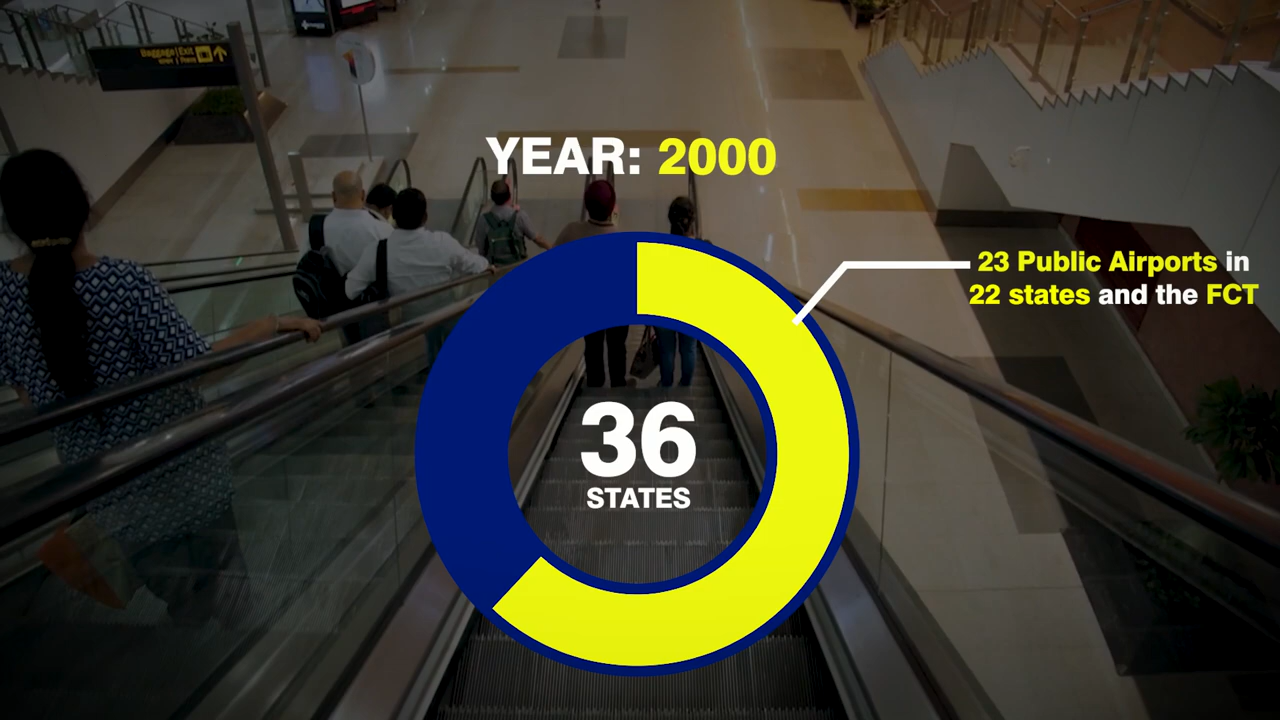 Baggage | Exit
YEAR: 2000
23 Public Airports in
22 states and the FCT
36
STATES